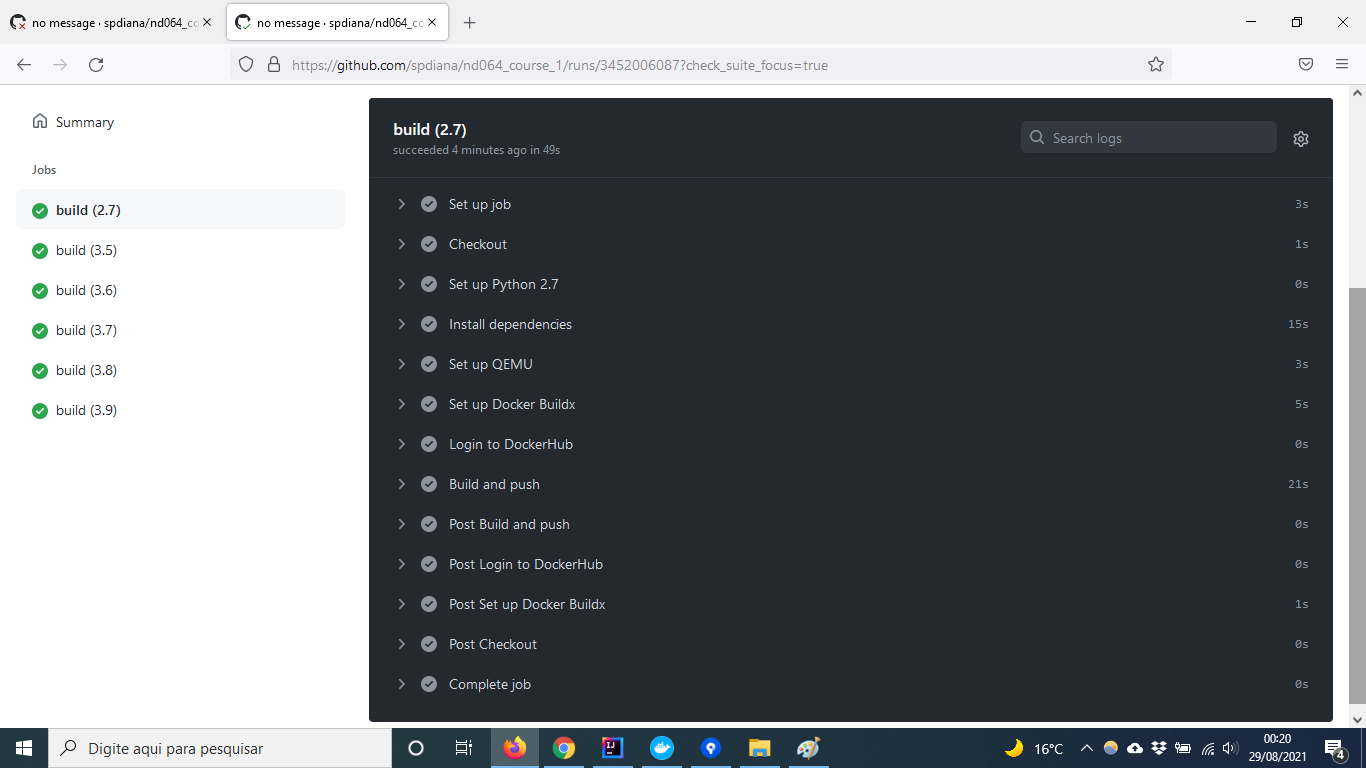 no message · spdiana/nd064_co
no message · spdiana/nd064_co
https://github.com/spdiana/nd064_course_1/runs/3452006087?check_suite_focus=true
Summary
Jobs
build (2.7)
build (3.5)
build (3.6)
build (3.7)
build (3.8)
build (3.9)
build (2.7)
succeeded 4 minutes ago in 49s
Search logs
Set up job 3s
Checkout 1s
Set up Python 2.7 0s
Install dependencies 15s
Set up QEMU 3s
Set up Docker Buildx 5s
Login to DockerHub 0s
Build and push 21s
Post Build and push 0s
Post Login to DockerHub 0s
Post Set up Docker Buildx 1s
Post Checkout 0s
Complete job 0s
Digite aqui para pesquisar
IJ
16°C
00:20
29/08/2021
4